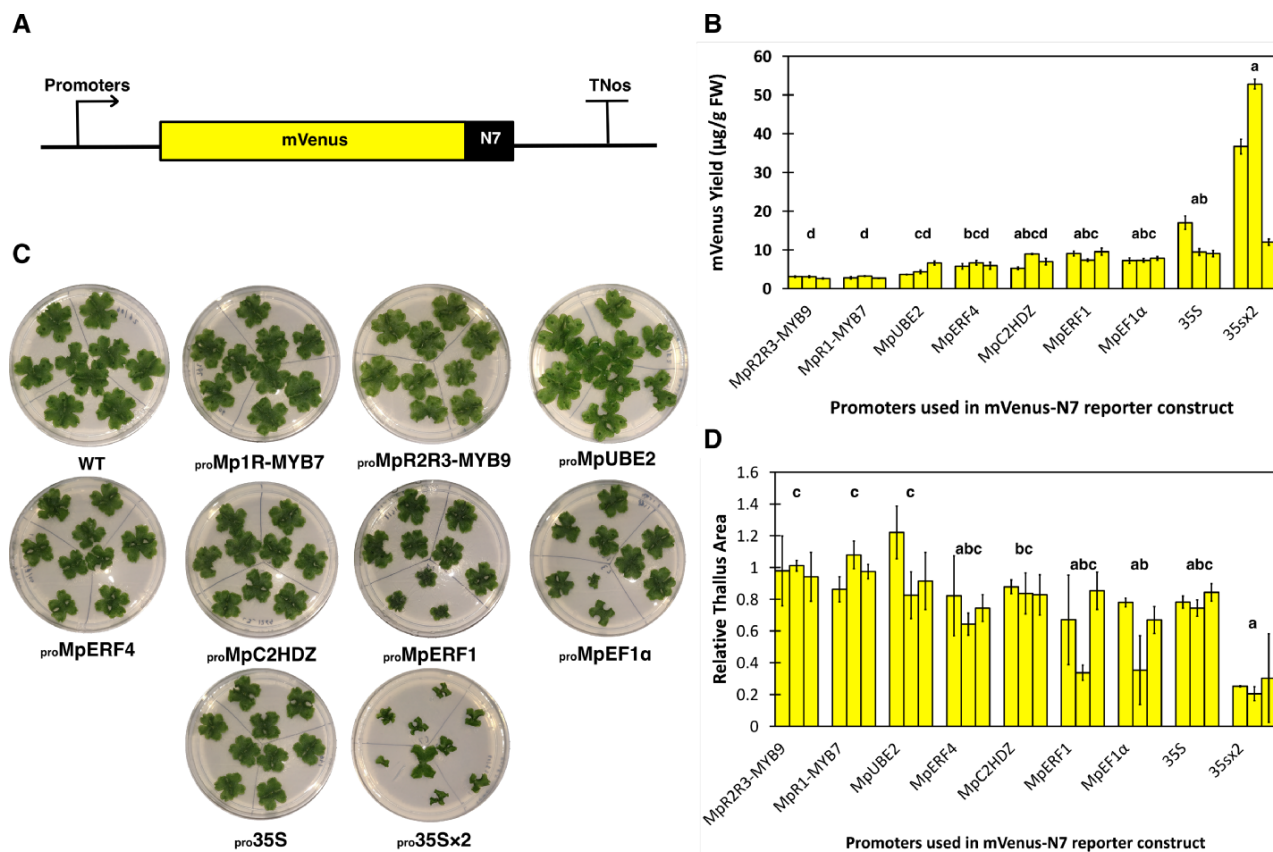 A
Promoters
TNos
mVenus
N7
B
mVenus Yield (µg/g FW)
60
50
40
30
20
10
0
d
d
cd
bcd
abcd
abc
abc
ab
a
MpR2R3-MYB9
MpR1-MYB7
MpUBE2
MpERF4
MpC2HDZ
MpERF1
MpEF1α
35S
35sx2
Promoters used in mVenus-N7 reporter construct
C
WT
proMp1R-MYB7
proMpR2R3-MYB9
proMpUBE2
proMpERF4
proMpC2HDZ
proMpERF1
proMpEF1α
pro35S
pro35S×2
D
Relative Thallus Area
1.6
1.4
1.2
1
0.8
0.6
0.4
0.2
0
c
c
c
abc
bc
abc
ab
abc
a
MpR2R3-MYB9
MpR1-MYB7
MpUBE2
MpERF4
MpC2HDZ
MpERF1
MpEF1α
35S
35sx2
Promoters used in mVenus-N7 reporter construct